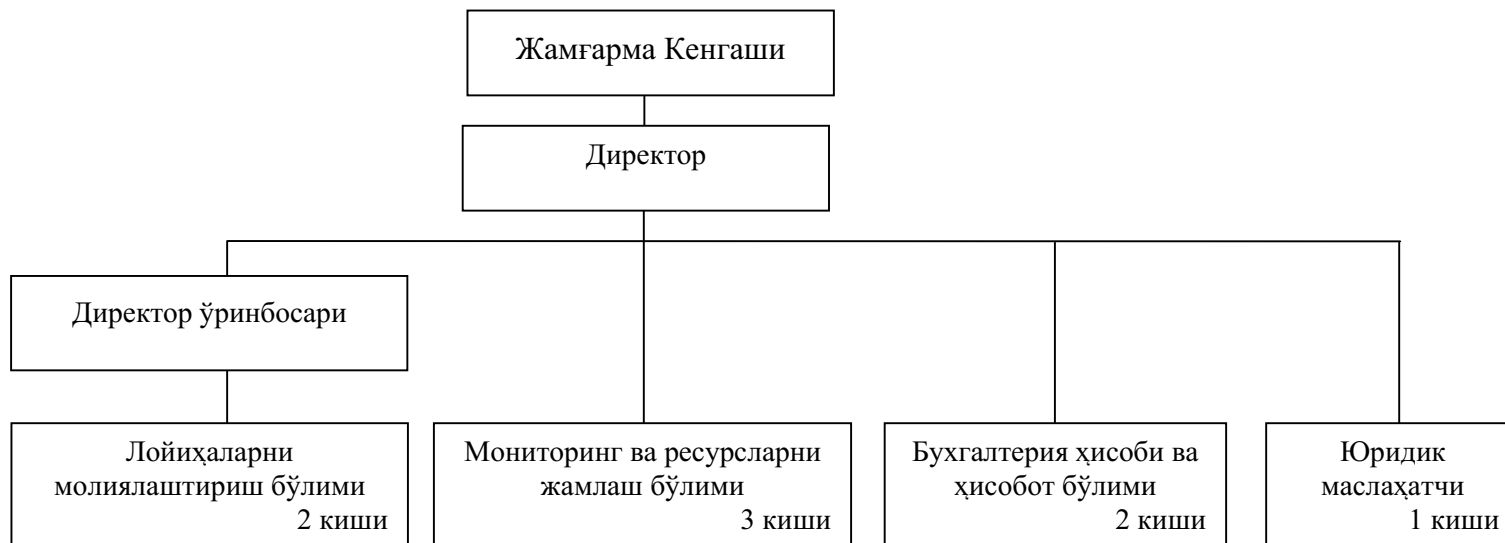 Жамғарма Кенгаши
Директор
Директор ўринбосари
Лойиҳаларни
молиялаштириш бўлими
2 киши
Мониторинг ва ресурсларни
жамлаш бўлими
3 киши
Бухгалтерия ҳисоби ва
ҳисобот бўлими
2 киши
Юридик
маслаҳатчи
1 киши